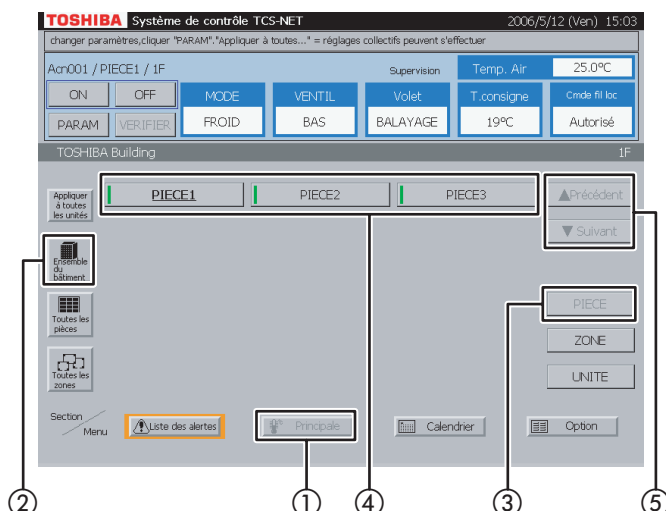 TOSHIBA Système de contrôle TCS-NET 2006/5/12 (Ven) 15:03
changer paramètres,cliquer "PARAM"."Appliquer à toutes..." = réglages collectifs peuvent s'effectuer
Acn001 / PIECE1 / 1F Supervision Temp. Air 25.0°C
ON OFF MODE VENTIL Volet T.consigne Cmde fil loc
PARAM VERIFIER FROID BAS BALAYAGE 19°C Autorisé
TOSHIBA Building 1F
Appliquer
à toutes
les unités
PIECE1 PIECE2 PIECE3 ▲Précédent
▼ Suivant
Ensemble
du
bâtiment
Toutes les
pièces
PIECE
ZONE
Toutes les
zones
UNITE
Section / Menu
Liste des alertes Principale Calendrier Option
② ① ④ ③ ⑤
② ③